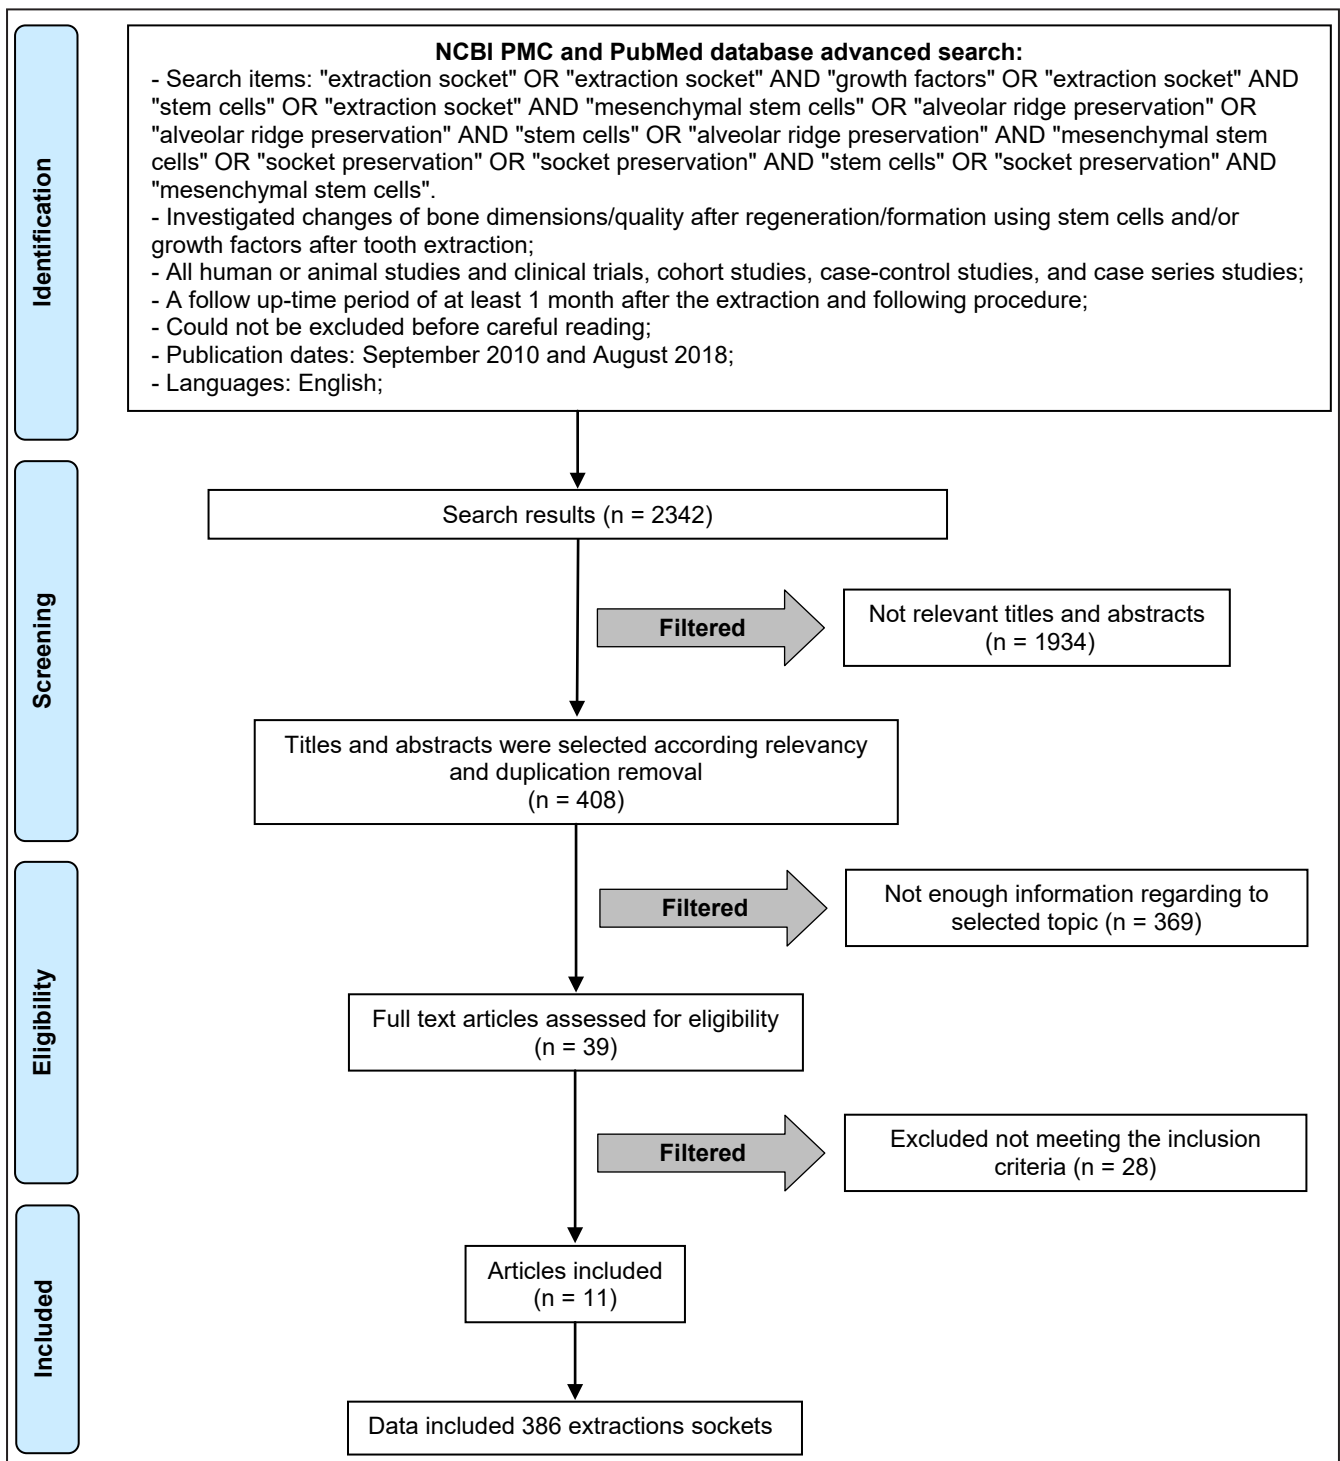 Identification
NCBI PMC and PubMed database advanced search:
- Search items: "extraction socket" OR "extraction socket" AND "growth factors" OR "extraction socket" AND
"stem cells" OR "extraction socket" AND "mesenchymal stem cells" OR "alveolar ridge preservation" OR
"alveolar ridge preservation" AND "stem cells" OR "alveolar ridge preservation" AND "mesenchymal stem
cells" OR "socket preservation" OR "socket preservation" AND "stem cells" OR "socket preservation" AND
"mesenchymal stem cells".
- Investigated changes of bone dimensions/quality after regeneration/formation using stem cells and/or
growth factors after tooth extraction;
- All human or animal studies and clinical trials, cohort studies, case-control studies, and case series studies;
- A follow up-time period of at least 1 month after the extraction and following procedure;
- Could not be excluded before careful reading;
- Publication dates: September 2010 and August 2018;
- Languages: English;
Screening
Search results (n = 2342)
Filtered
Not relevant titles and abstracts
(n = 1934)
Titles and abstracts were selected according relevancy
and duplication removal
(n = 408)
Eligibility
Filtered
Not enough information regarding to
selected topic (n = 369)
Full text articles assessed for eligibility
(n = 39)
Filtered
Excluded not meeting the inclusion
criteria (n = 28)
Included
Articles included
(n = 11)
Data included 386 extractions sockets